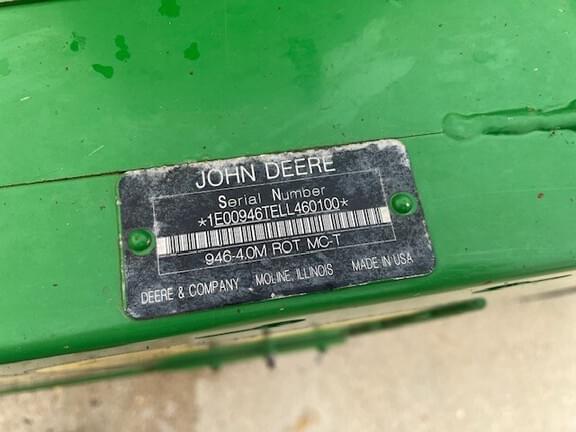 JOHN DEERE
Serial Number
*1E00946TELL460100*
946-4.0M ROT MC-T
DEERE & COMPANY MOLINE, ILLINOIS MADE IN USA